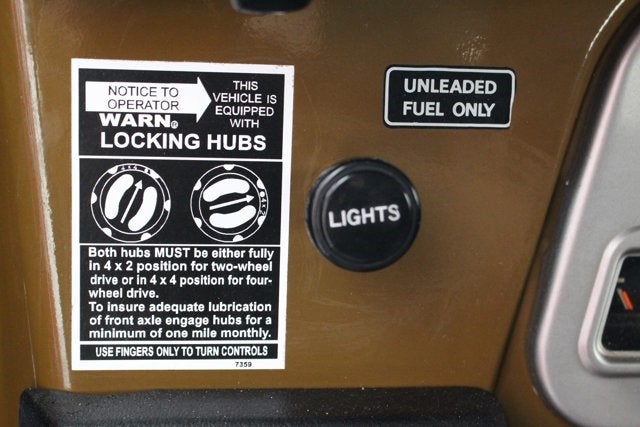 NOTICE TO
OPERATOR
THIS
VEHICLE IS
EQUIPPED
WITH
WARN®
LOCKING HUBS
4x4
4x2
Both hubs MUST be either fully
in 4 x 2 position for two-wheel
drive or in 4 x 4 position for four-
wheel drive.
To insure adequate lubrication
of front axle engage hubs for a
minimum of one mile monthly.
USE FINGERS ONLY TO TURN CONTROLS
7359
UNLEADED
FUEL ONLY
LIGHTS